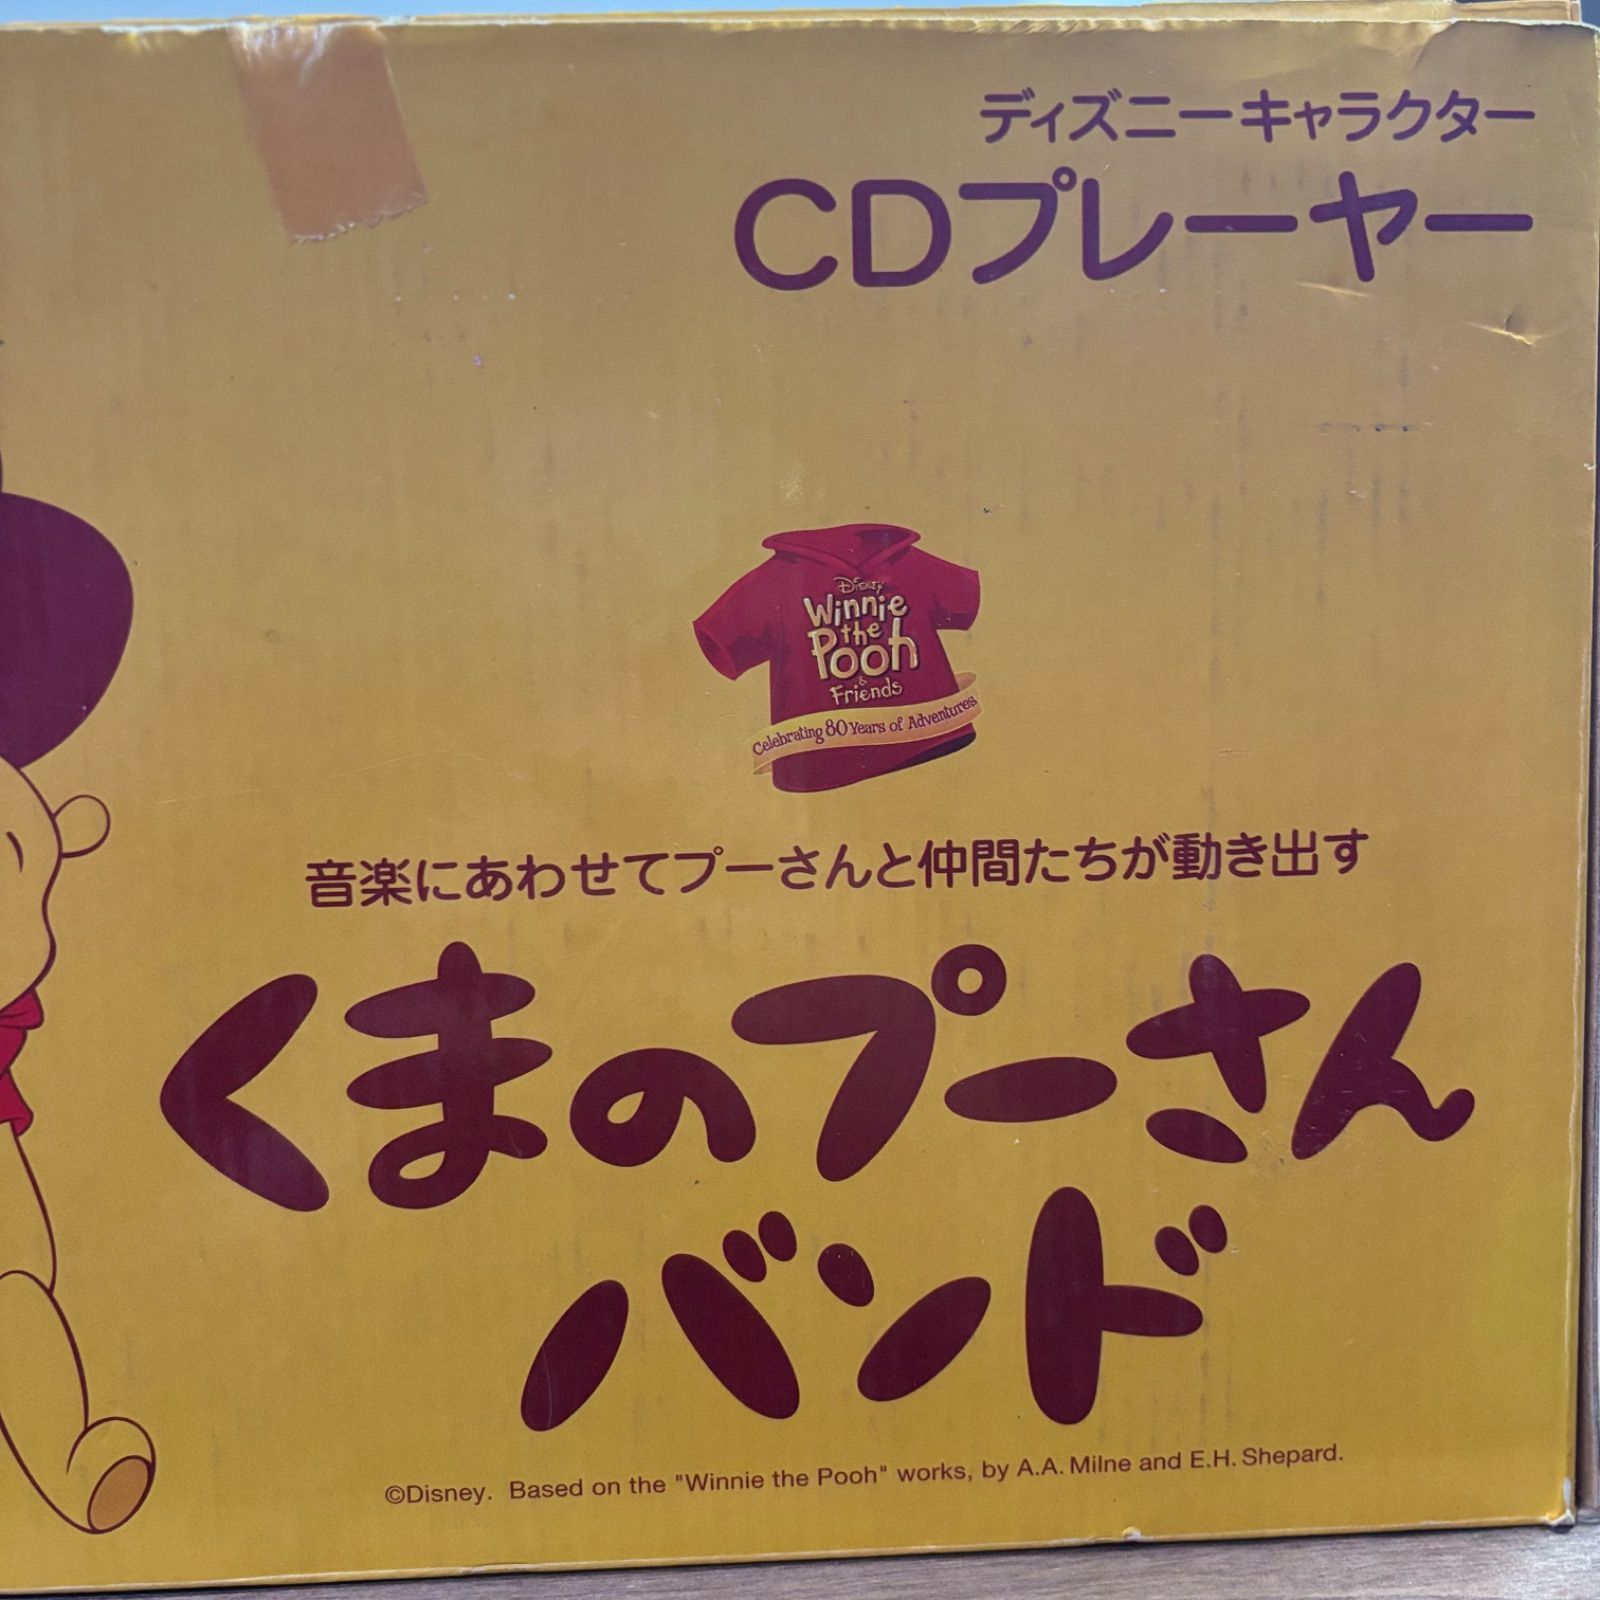 ディズニーキャラクター
CDプレーヤー
Disney
Winnie
the
Pooh
&
Friends
Celebrating 80 Years of Adventures
音楽にあわせてプーさんと仲間たちが動き出す
くまのプーさん
バンド
©Disney. Based on the "Winnie the Pooh" works, by A.A. Milne and E.H. Shepard.